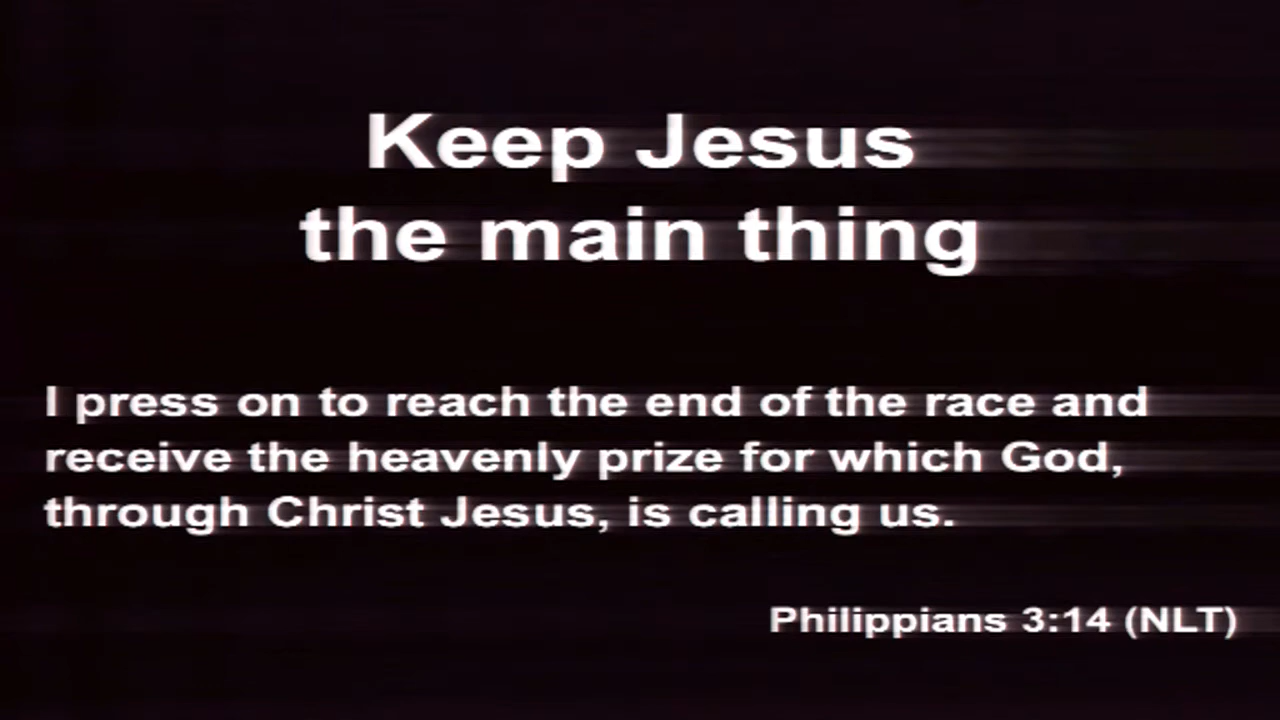 Keep Jesus
the main thing
I press on to reach the end of the race and
receive the heavenly prize for which God,
through Christ Jesus, is calling us.
Philippians 3:14 (NLT)